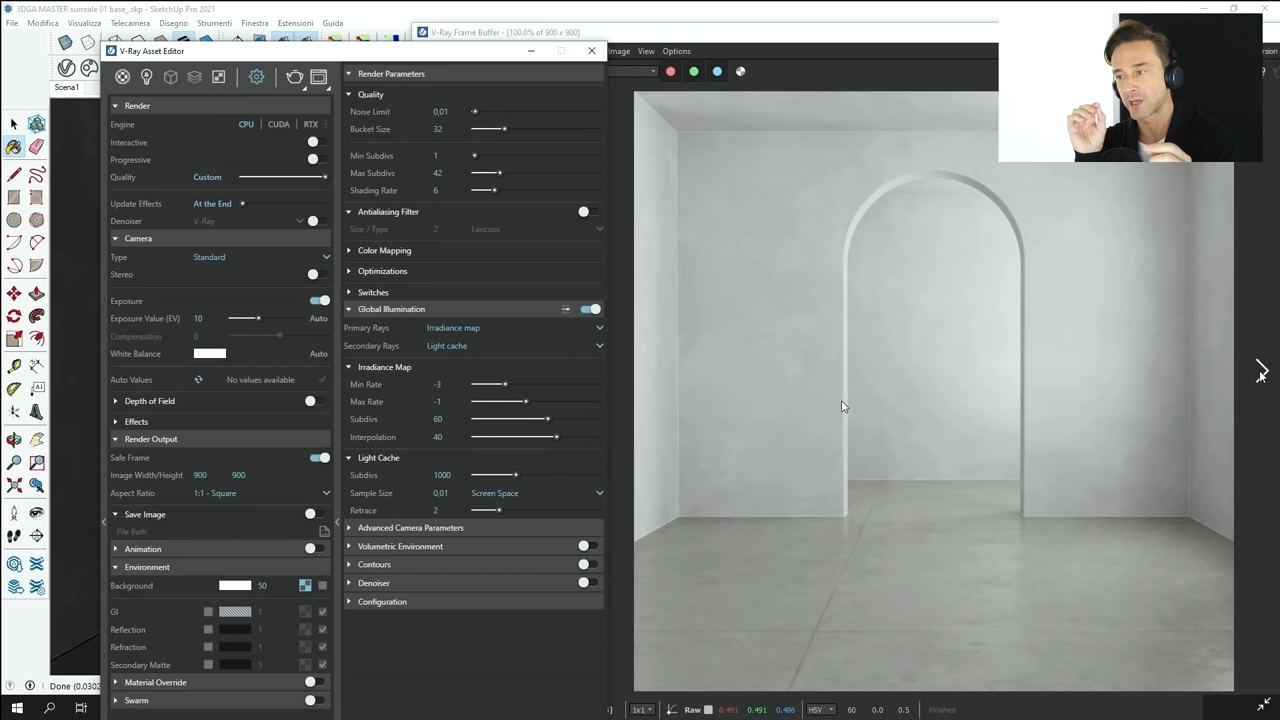 3DGA MASTER surreale 01 base_.skp - SketchUp Pro 2021
File Modifica Visualizza Telecamera Disegno Strumenti Finestra Estensioni Guida
V-Ray Frame Buffer - [100.0% of 900 x 900]
Image View Options
Scena1
V-Ray Asset Editor
Render
Engine CPU CUDA RTX
Interactive
Progressive
Quality Custom
Update Effects At the End
Denoiser V-Ray
Camera
Type Standard
Stereo
Exposure
Exposure Value (EV) 10 Auto
Compensation 0
White Balance Auto
Auto Values No values available
Depth of Field
Effects
Render Output
Safe Frame
Image Width/Height 900 900
Aspect Ratio 1:1 - Square
Save Image
File Path
Animation
Environment
Background 50
GI 1
Reflection 1
Refraction 1
Secondary Matte 1
Material Override
Swarm
Render Parameters
Quality
Noise Limit 0,01
Bucket Size 32
Min Subdivs 1
Max Subdivs 42
Shading Rate 6
Antialiasing Filter
Size / Type 2 Lanczos
Color Mapping
Optimizations
Switches
Global Illumination
Primary Rays Irradiance map
Secondary Rays Light cache
Irradiance Map
Min Rate -3
Max Rate -1
Subdivs 60
Interpolation 40
Light Cache
Subdivs 1000
Sample Size 0,01 Screen Space
Retrace 2
Advanced Camera Parameters
Volumetric Environment
Contours
Denoiser
Configuration
Done (0.0302
1x1 Raw 0.491 0.491 0.486 HSV 60 0.0 0.5 Finished